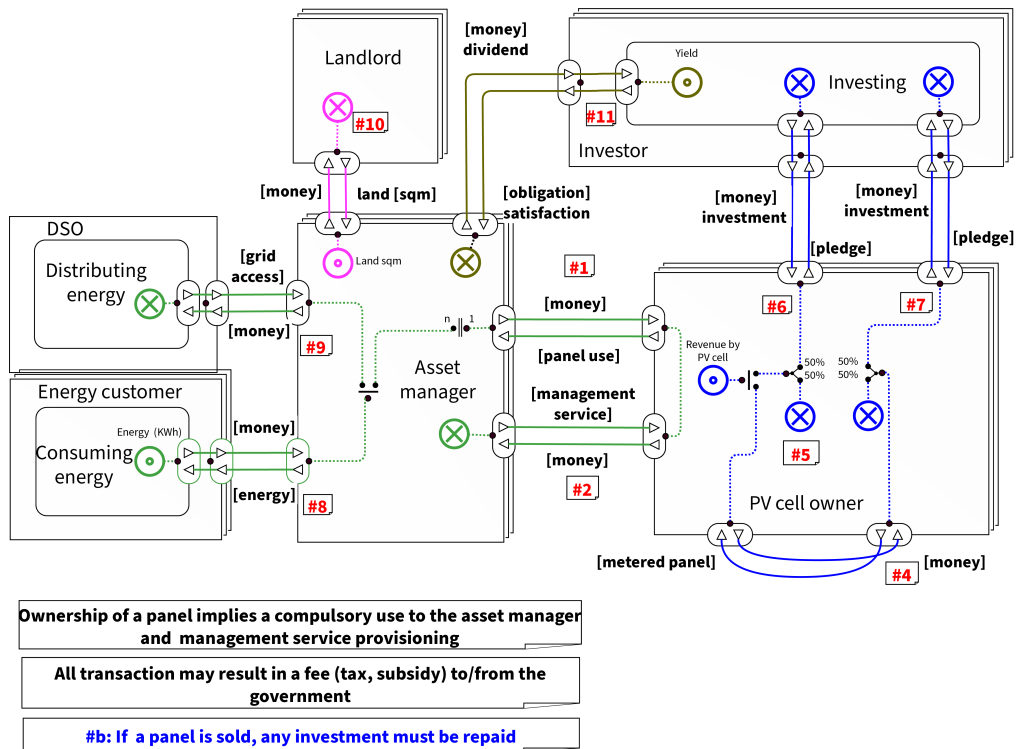 Landlord
#10
[money]
land [sqm]
Land sqm
[money]
dividend
[obligation]
satisfaction
Yield
Investing
#11
Investor
[money]
investment
[pledge]
[money]
investment
[pledge]
DSO
Distributing
energy
[grid
access]
[money]
#9
Energy customer
Energy (KWh)
Consuming
energy
[money]
[energy]
#8
n
1
Asset
manager
#1
[money]
[panel use]
[management
service]
[money]
#2
#6
#7
Revenue by
PV cell
50%
50%
50%
50%
#5
PV cell owner
[metered panel]
#4
[money]
Ownership of a panel implies a compulsory use to the asset manager
and management service provisioning
All transaction may result in a fee (tax, subsidy) to/from the
government
#b: If a panel is sold, any investment must be repaid